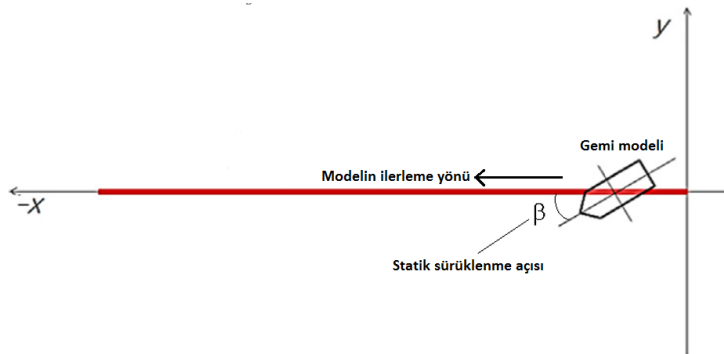 y
Gemi modeli
Modelin ilerleme yönü
-x
β
Statik sürüklenme açısı